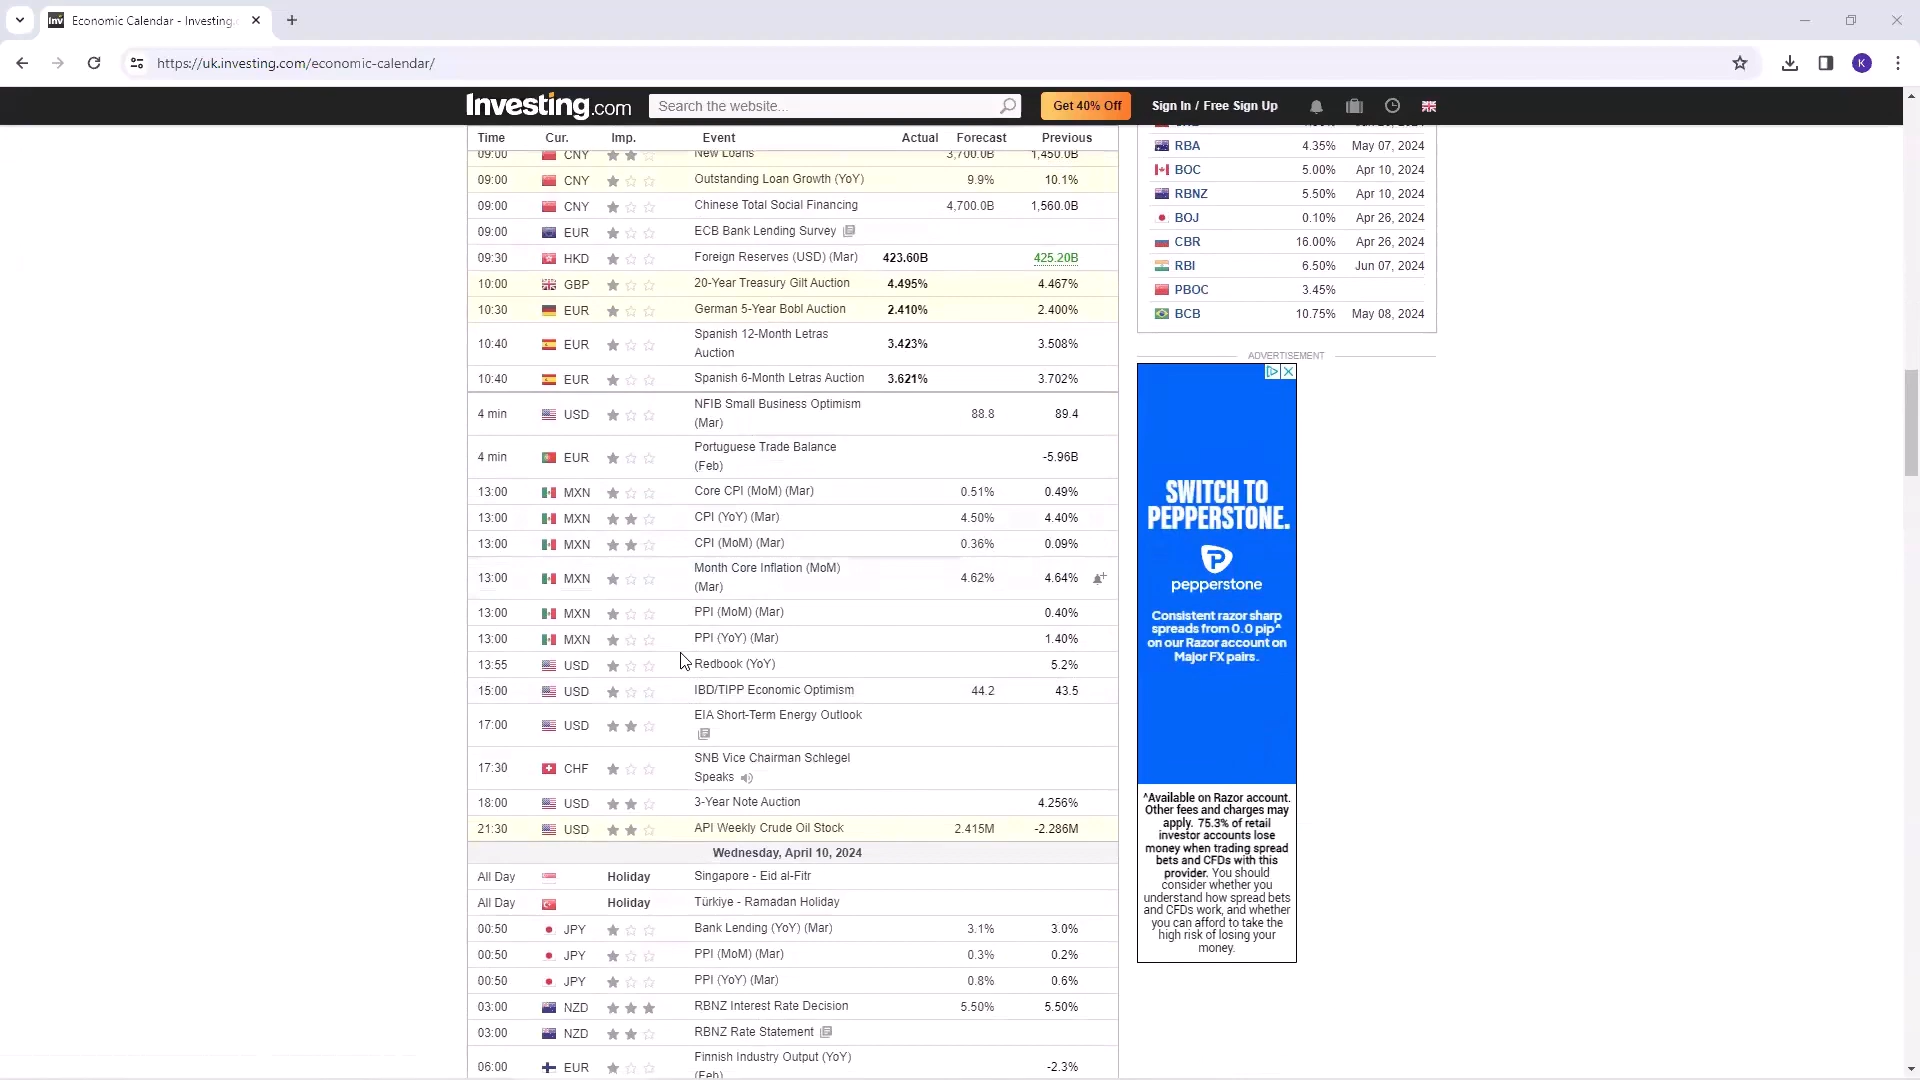 Economic Calendar - Investing.
https://uk.investing.com/economic-calendar/
K
Investing.com
Search the website...
Get 40% Off
Sign In / Free Sign Up
Time Cur. Imp. Event Actual Forecast Previous
09:00 CNY New Loans 3,700.0B 1,450.0B
09:00 CNY Outstanding Loan Growth (YoY) 9.9% 10.1%
09:00 CNY Chinese Total Social Financing 4,700.0B 1,560.0B
09:00 EUR ECB Bank Lending Survey
09:30 HKD Foreign Reserves (USD) (Mar) 423.60B 425.20B
10:00 GBP 20-Year Treasury Gilt Auction 4.495% 4.467%
10:30 EUR German 5-Year Bobl Auction 2.410% 2.400%
10:40 EUR Spanish 12-Month Letras
Auction 3.423% 3.508%
10:40 EUR Spanish 6-Month Letras Auction 3.621% 3.702%
4 min USD NFIB Small Business Optimism
(Mar) 88.8 89.4
4 min EUR Portuguese Trade Balance
(Feb) -5.96B
13:00 MXN Core CPI (MoM) (Mar) 0.51% 0.49%
13:00 MXN CPI (YoY) (Mar) 4.50% 4.40%
13:00 MXN CPI (MoM) (Mar) 0.36% 0.09%
13:00 MXN Month Core Inflation (MoM)
(Mar) 4.62% 4.64%
13:00 MXN PPI (MoM) (Mar) 0.40%
13:00 MXN PPI (YoY) (Mar) 1.40%
13:55 USD Redbook (YoY) 5.2%
15:00 USD IBD/TIPP Economic Optimism 44.2 43.5
17:00 USD EIA Short-Term Energy Outlook
17:30 CHF SNB Vice Chairman Schlegel
Speaks
18:00 USD 3-Year Note Auction 4.256%
21:30 USD API Weekly Crude Oil Stock 2.415M -2.286M
Wednesday, April 10, 2024
All Day Holiday Singapore - Eid al-Fitr
All Day Holiday Türkiye - Ramadan Holiday
00:50 JPY Bank Lending (YoY) (Mar) 3.1% 3.0%
00:50 JPY PPI (MoM) (Mar) 0.3% 0.2%
00:50 JPY PPI (YoY) (Mar) 0.8% 0.6%
03:00 NZD RBNZ Interest Rate Decision 5.50% 5.50%
03:00 NZD RBNZ Rate Statement
06:00 EUR Finnish Industry Output (YoY)
(Feb) -2.3%
RBA 4.35% May 07, 2024
BOC 5.00% Apr 10, 2024
RBNZ 5.50% Apr 10, 2024
BOJ 0.10% Apr 26, 2024
CBR 16.00% Apr 26, 2024
RBI 6.50% Jun 07, 2024
PBOC 3.45%
BCB 10.75% May 08, 2024
ADVERTISEMENT
SWITCH TO
PEPPERSTONE.
pepperstone
Consistent razor sharp
spreads from 0.0 pip^
on our Razor account on
Major FX pairs.
^Available on Razor account.
Other fees and charges may
apply. 75.3% of retail
investor accounts lose
money when trading spread
bets and CFDs with this
provider. You should
consider whether you
understand how spread bets
and CFDs work, and whether
you can afford to take the
high risk of losing your
money.